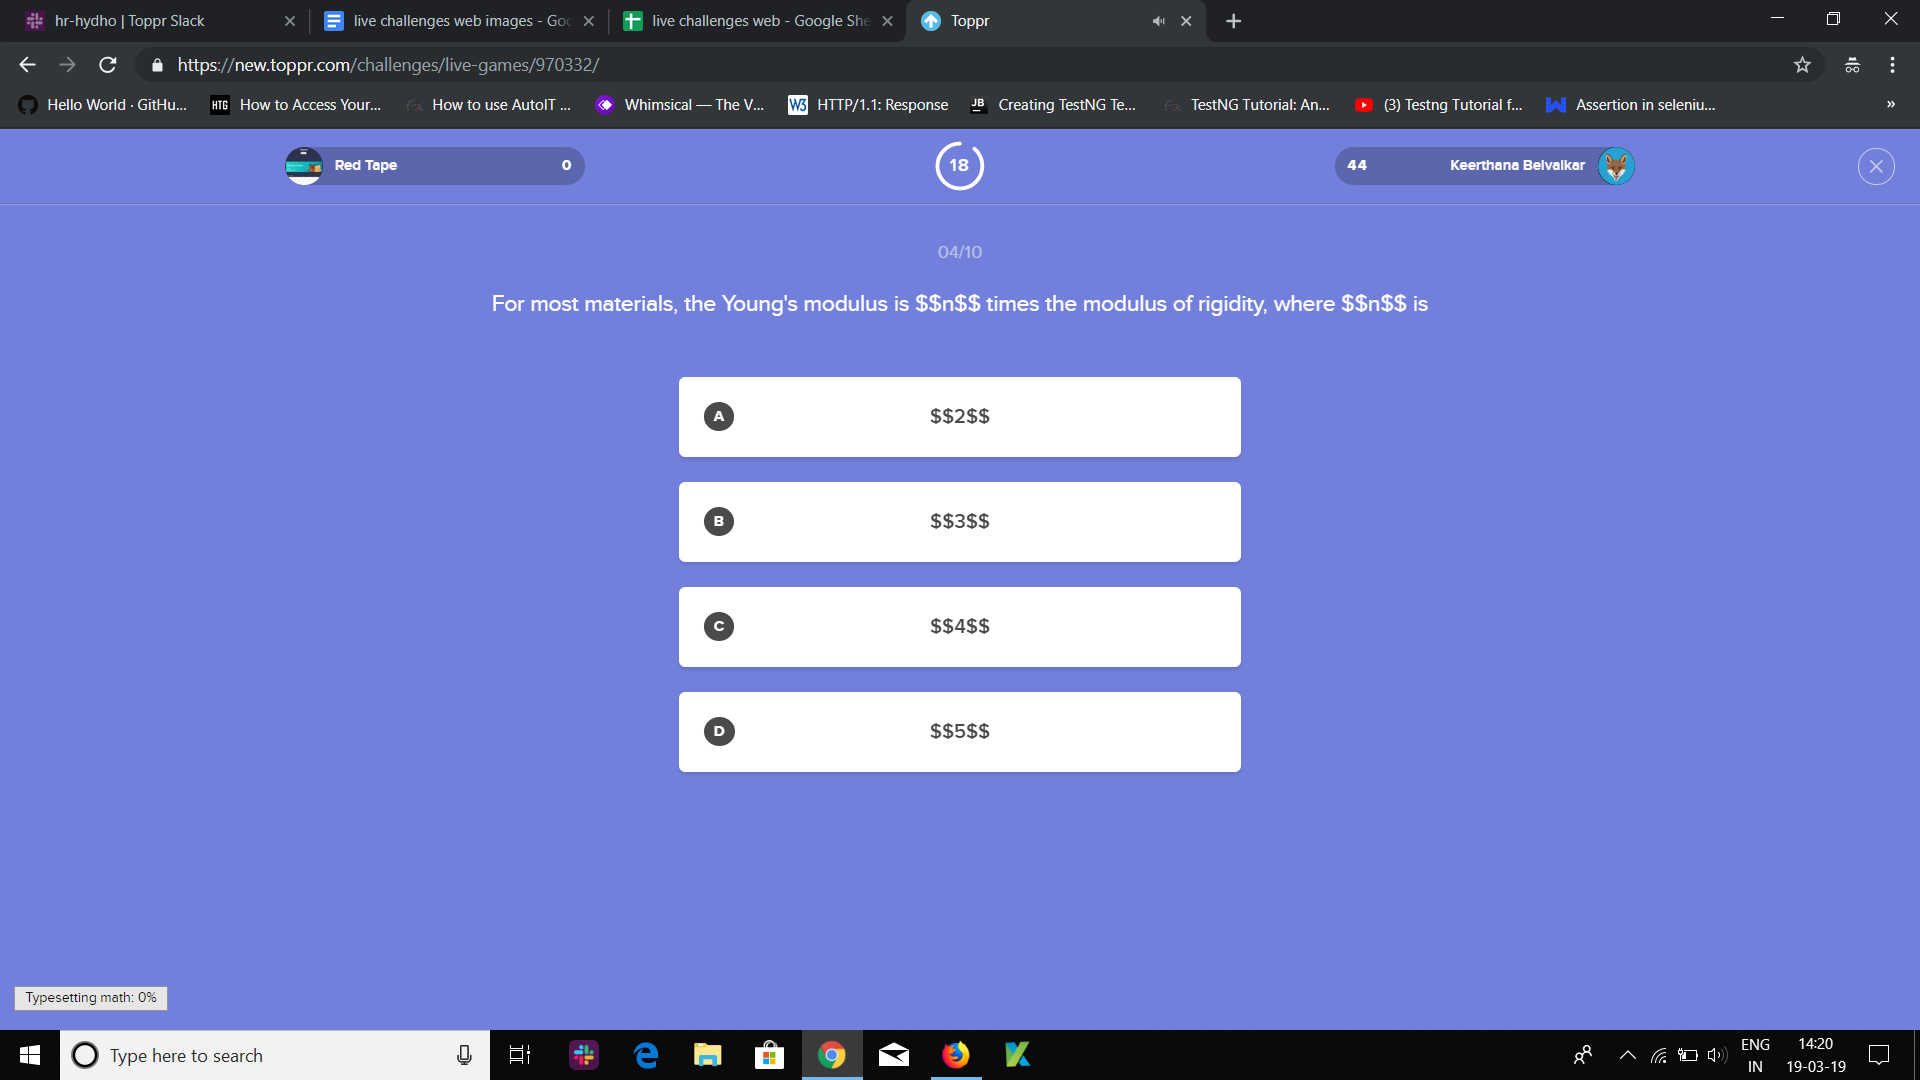 hr-hydho | Toppr Slack
live challenges web images - Goo
live challenges web - Google She
Toppr
https://new.toppr.com/challenges/live-games/970332/
Hello World · GitHu...
HTG How to Access Your...
How to use AutoIT ...
Whimsical — The V...
W3 HTTP/1.1: Response
JB Creating TestNG Te...
TestNG Tutorial: An...
(3) Testng Tutorial f...
Assertion in seleniu...
»
Red Tape 0
18
44 Keerthana Belvalkar
04/10
For most materials, the Young's modulus is $$n$$ times the modulus of rigidity, where $$n$$ is
A $$2$$
B $$3$$
C $$4$$
D $$5$$
Typesetting math: 0%
Type here to search
ENG
IN
14:20
19-03-19